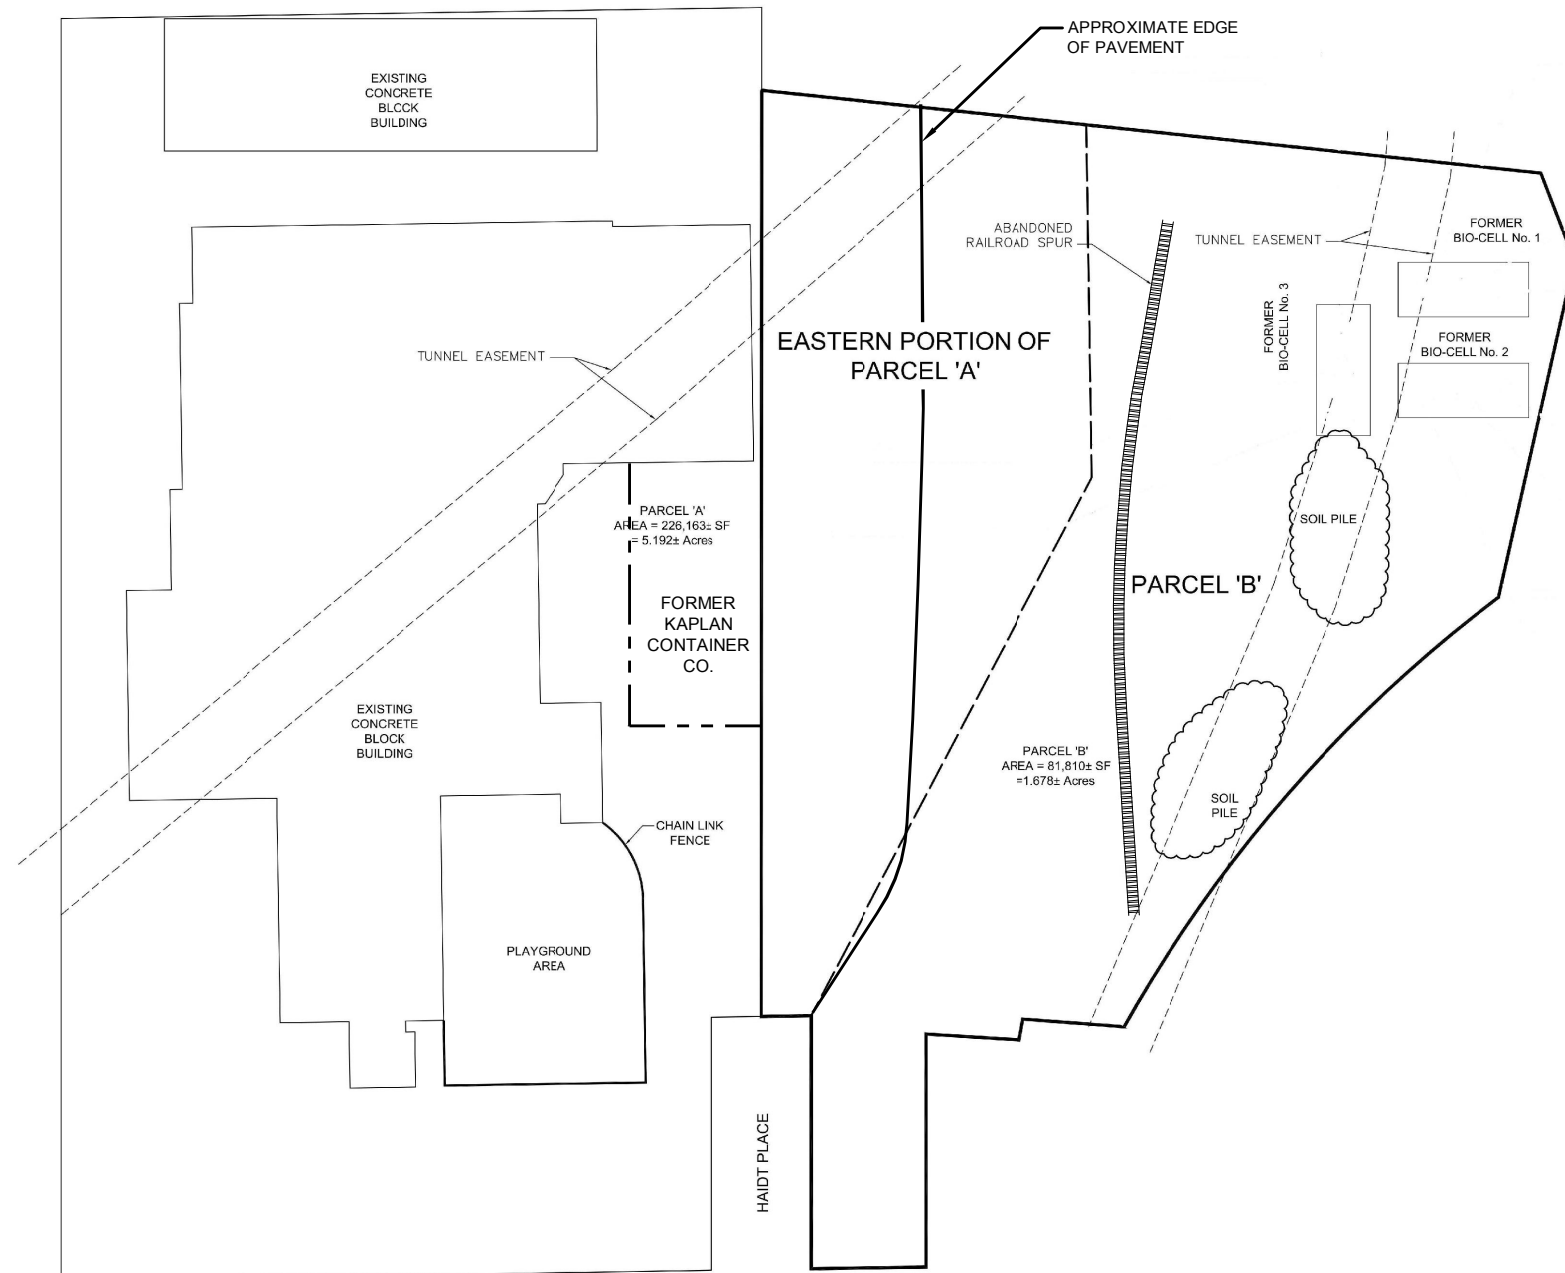 APPROXIMATE EDGE
OF PAVEMENT
EXISTING
CONCRETE
BLOCK
BUILDING
ABANDONED
RAILROAD SPUR
TUNNEL EASEMENT
FORMER
BIO-CELL No. 1
FORMER
BIO-CELL No. 3
FORMER
BIO-CELL No. 2
EASTERN PORTION OF
PARCEL 'A'
TUNNEL EASEMENT
PARCEL 'A'
AREA = 226,163± SF
= 5.192± Acres
SOIL PILE
FORMER
KAPLAN
CONTAINER
CO.
PARCEL 'B'
EXISTING
CONCRETE
BLOCK
BUILDING
PARCEL 'B'
AREA = 81,810± SF
=1.678± Acres
SOIL
PILE
CHAIN LINK
FENCE
PLAYGROUND
AREA
HAIDT PLACE